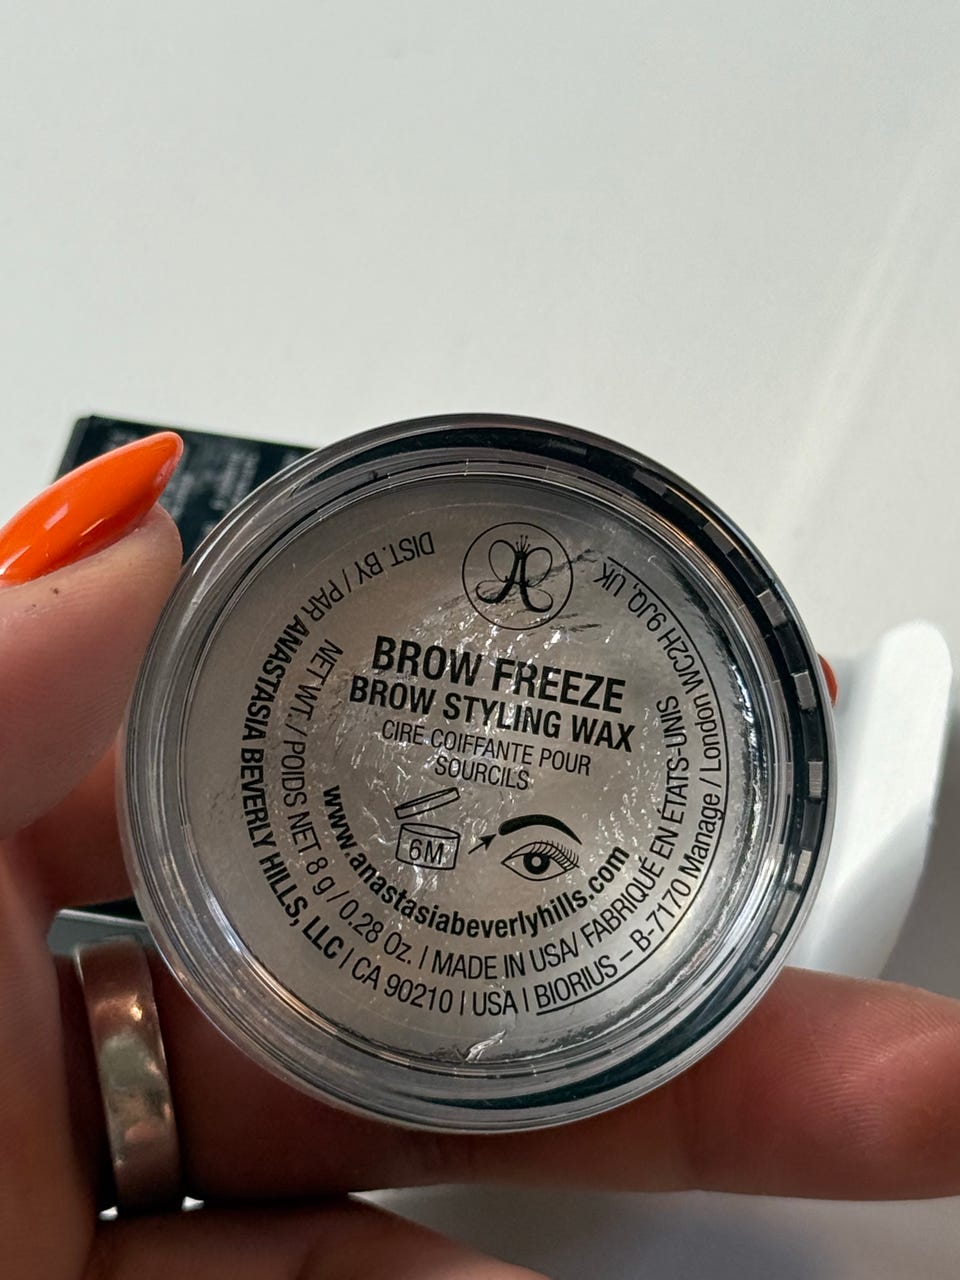 BROW FREEZE
BROW STYLING WAX
CIRE COIFFANTE POUR
SOURCILS
6M
www.anastasiabeverlyhills.com
NET WT./ POIDS NET 8 g / 0.28 Oz. | MADE IN USA/ FABRIQUÉ EN ÉTATS-UNIS
DIST. BY / PAR ANASTASIA BEVERLY HILLS, LLC | CA 90210 | USA | BIORIUS – B-7170 Manage / London WC2H 9JQ, UK